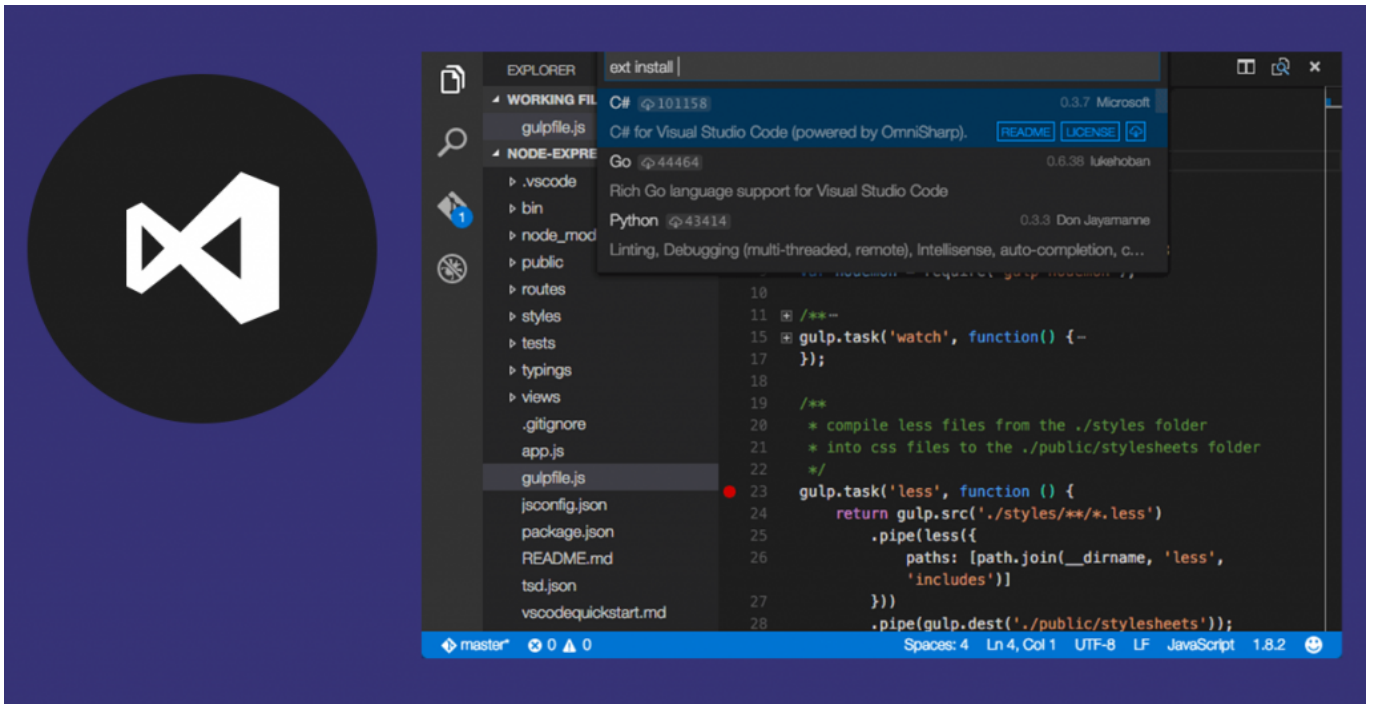 EXPLORER
WORKING FIL
gulpfile.js
NODE-EXPRE
.vscode
bin
node_mod
public
routes
styles
tests
typings
views
.gitignore
app.js
gulpfile.js
jsconfig.json
package.json
README.md
tsd.json
vscodequickstart.md
1
ext install
C# 101158 0.3.7 Microsoft
C# for Visual Studio Code (powered by OmniSharp). README LICENSE
Go 44464 0.6.38 lukehoban
Rich Go language support for Visual Studio Code
Python 43414 0.3.3 Don Jayamanne
Linting, Debugging (multi-threaded, remote), Intellisense, auto-completion, c...
10
11 /**
15 gulp.task('watch', function() {
17 });
18
19 /**
20 * compile less files from the ./styles folder
21 * into css files to the ./public/stylesheets folder
22 */
23 gulp.task('less', function () {
24 return gulp.src('./styles/**/*.less')
25 .pipe(less({
26 paths: [path.join(__dirname, 'less',
'includes')]
27 }))
28 .pipe(gulp.dest('./public/stylesheets'));
master* 0 0 Spaces: 4 Ln 4, Col 1 UTF-8 LF JavaScript 1.8.2